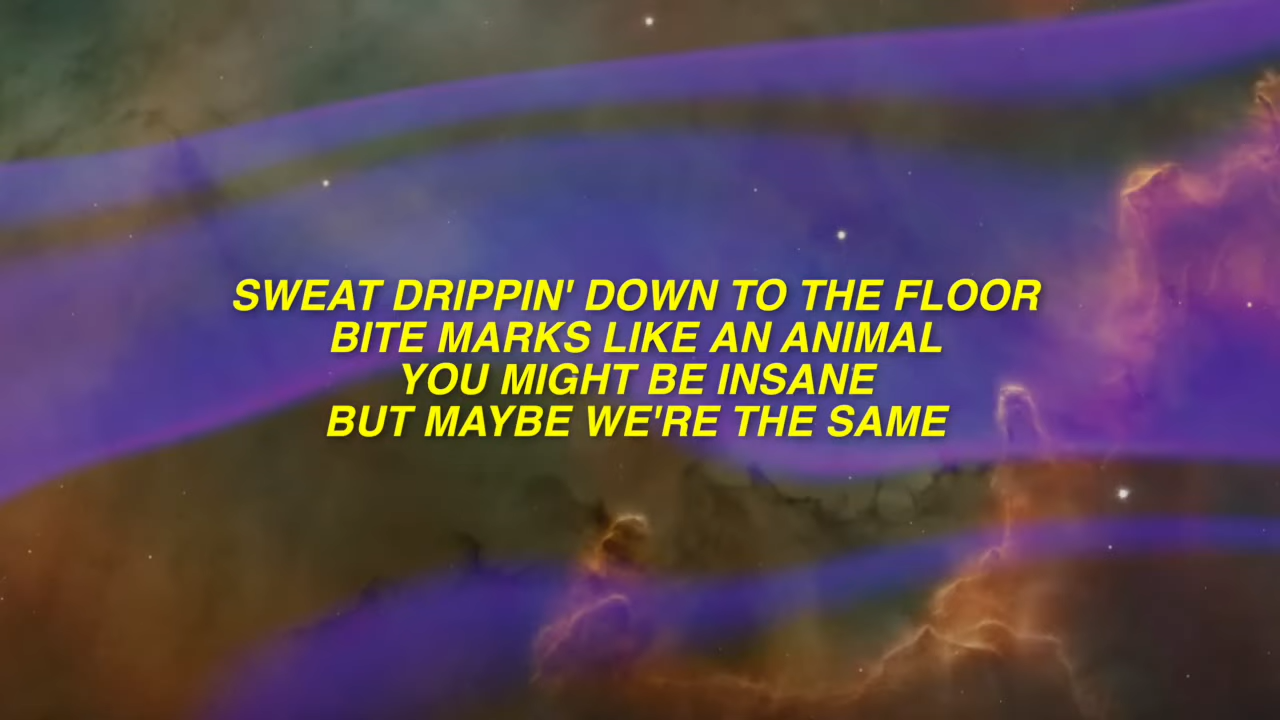 SWEAT DRIPPIN' DOWN TO THE FLOOR
BITE MARKS LIKE AN ANIMAL
YOU MIGHT BE INSANE
BUT MAYBE WE'RE THE SAME